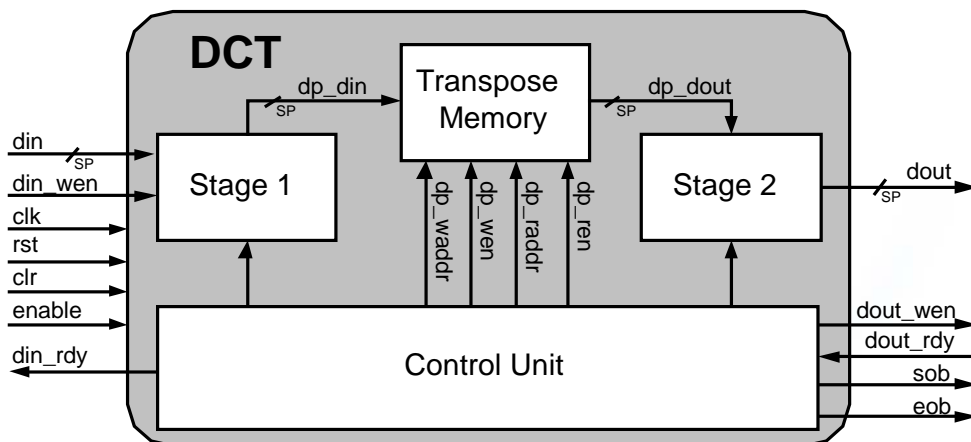 DCT
dp_din
SP
Transpose
Memory
dp_dout
SP
din
SP
din_wen
clk
rst
clr
enable
din_rdy
Stage 1
dp_waddr
dp_wen
dp_raddr
dp_ren
Stage 2
dout
SP
Control Unit
dout_wen
dout_rdy
sob
eob